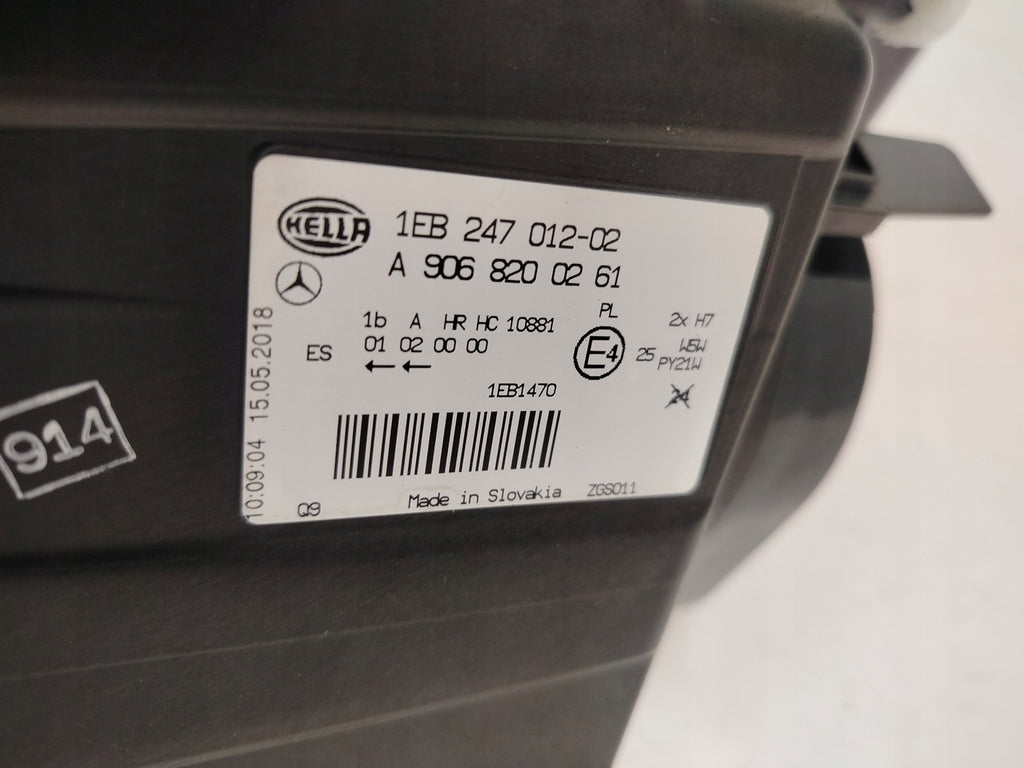 HELLA
1EB 247 012-02
A 906 820 02 61
1b A HR HC 10881
PL
2x H7
ES
01 02 00 00
E4
25
W5W
PY21W
←←
1EB1470
24
914
10:09:04 15.05.2018
Q9
Made in Slovakia
ZGS011